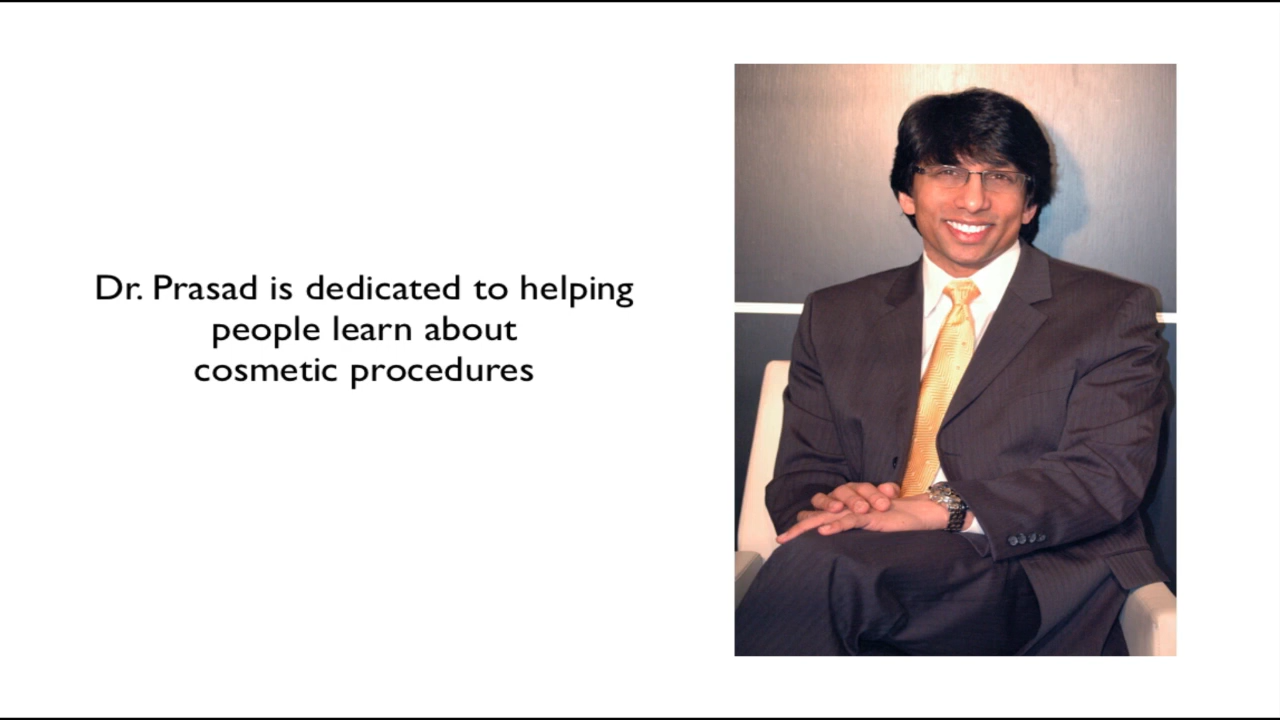 Dr. Prasad is dedicated to helping
people learn about
cosmetic procedures